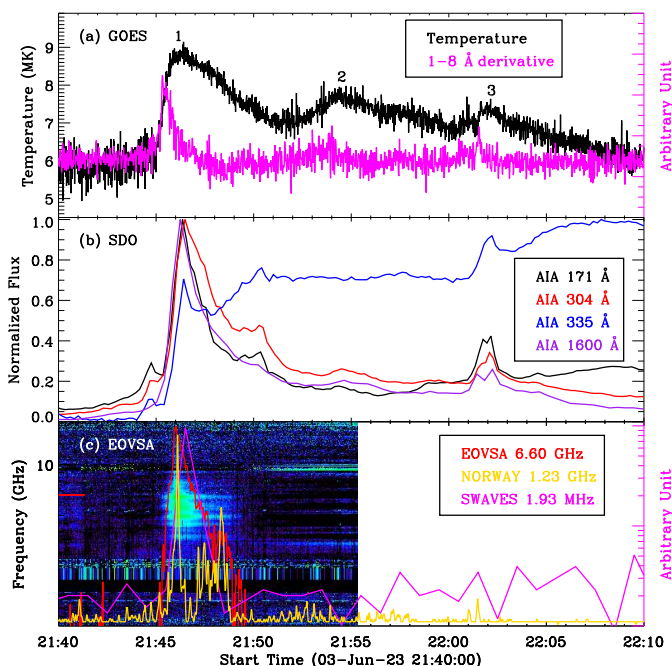 (a) GOES
Temperature
1-8 Å derivative
1
2
3
9
8
7
6
5
Temperature (MK)
Arbitrary Unit
(b) SDO
AIA 171 Å
AIA 304 Å
AIA 335 Å
AIA 1600 Å
1.0
0.8
0.6
0.4
0.2
0.0
Normalized Flux
(c) EOVSA
EOVSA 6.60 GHz
NORWAY 1.23 GHz
SWAVES 1.93 MHz
10
Frequency (GHz)
Arbitrary Unit
21:40 21:45 21:50 21:55 22:00 22:05 22:10
Start Time (03-Jun-23 21:40:00)